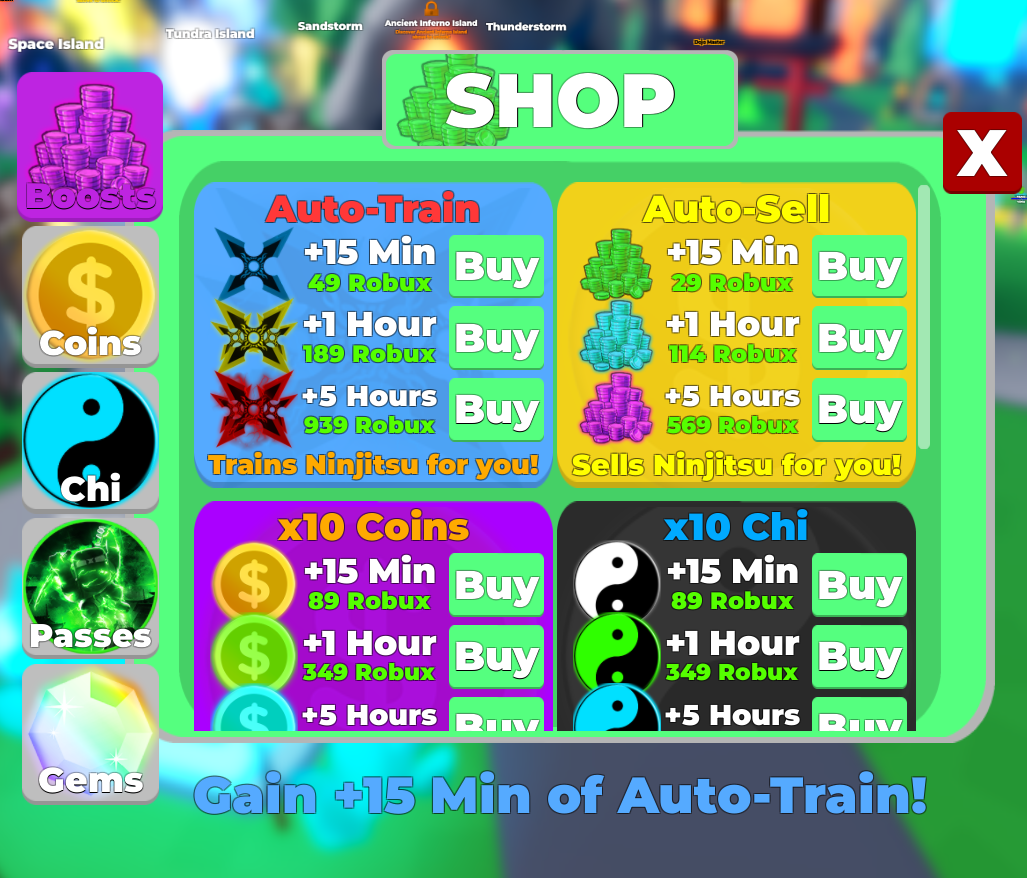 Space Island
Tundra Island
Sandstorm
Ancient Inferno Island
Thunderstorm
Dojo Master
SHOP
X
Boosts
Coins
Chi
Passes
Gems
Auto-Train
+15 Min
49 Robux
Buy
+1 Hour
189 Robux
Buy
+5 Hours
939 Robux
Buy
Trains Ninjitsu for you!
Auto-Sell
+15 Min
29 Robux
Buy
+1 Hour
114 Robux
Buy
+5 Hours
569 Robux
Buy
Sells Ninjitsu for you!
x10 Coins
+15 Min
89 Robux
Buy
+1 Hour
349 Robux
Buy
+5 Hours
Buy
x10 Chi
+15 Min
89 Robux
Buy
+1 Hour
349 Robux
Buy
+5 Hours
Buy
Gain +15 Min of Auto-Train!